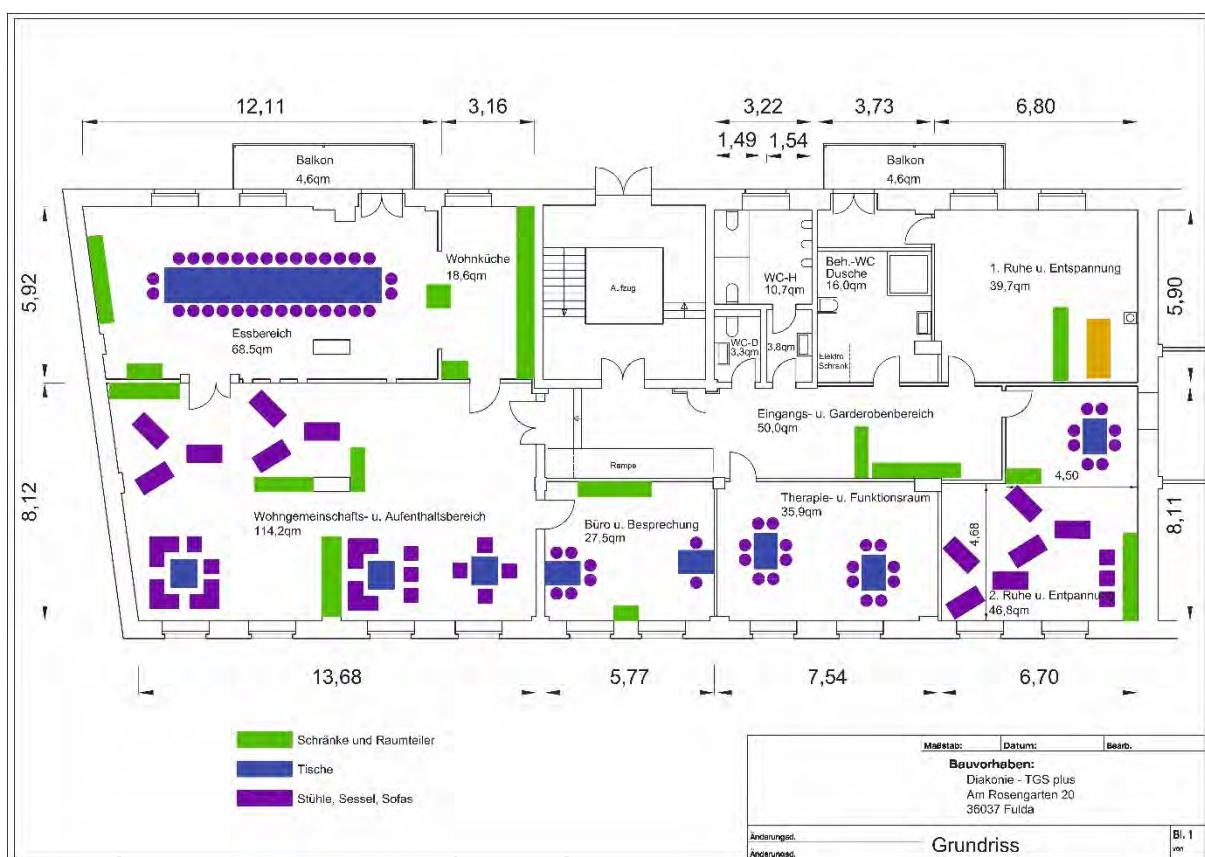 12,11
3,16
3,22
3,73
6,80
1,49
1,54
Balkon
4,6qm
Balkon
4,6qm
5,92
Wohnküche
18,6qm
Aufzug
WC-H
10,7qm
Beh.-WC
Dusche
16,0qm
1. Ruhe u. Entspannung
39,7qm
5,90
Essbereich
68.5qm
WC-D
3,3qm
3,8qm
Elektro
Schrank
Eingangs- u. Garderobenbereich
50,0qm
Rampe
4,50
8,12
Wohngemeinschafts- u. Aufenthaltsbereich
114,2qm
Büro u. Besprechung
27,5qm
Therapie- u. Funktionsraum
35,9qm
4,68
8,11
2. Ruhe u. Entpannung
46,8qm
13,68
5,77
7,54
6,70
Schränke und Raumteiler
Tische
Stühle, Sessel, Sofas
Maßstab:
Datum:
Bearb.
Bauvorhaben:
Diakonie - TGS plus
Am Rosengarten 20
36037 Fulda
Änderungsd.
Änderungsd.
Grundriss
Bl. 1
von